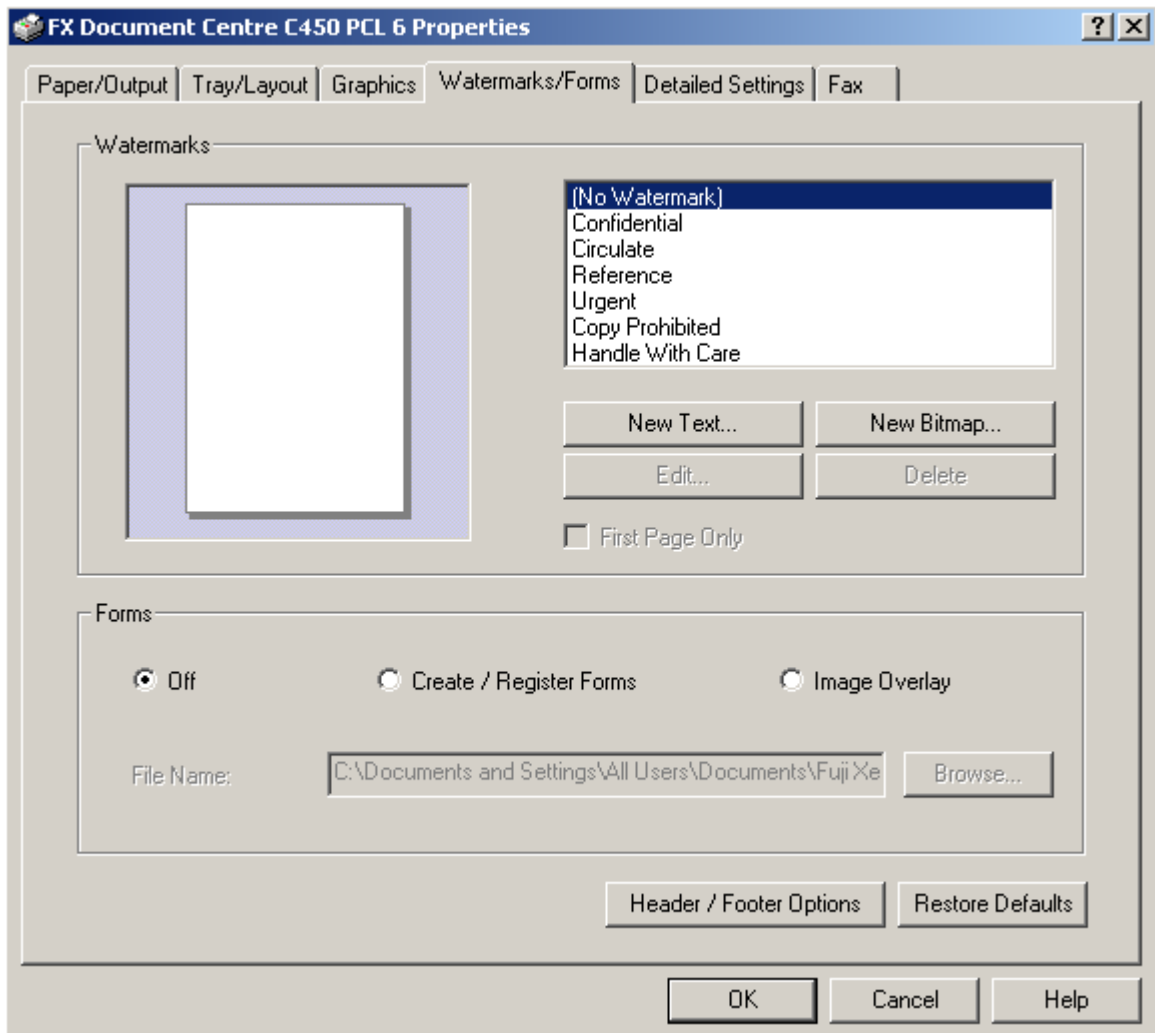 FX Document Centre C450 PCL 6 Properties
Paper/Output Tray/Layout Graphics Watermarks/Forms Detailed Settings Fax
Watermarks
(No Watermark)
Confidential
Circulate
Reference
Urgent
Copy Prohibited
Handle With Care
New Text... New Bitmap...
Edit... Delete
First Page Only
Forms
Off Create / Register Forms Image Overlay
File Name: C:\Documents and Settings\All Users\Documents\Fuji Xe Browse...
Header / Footer Options Restore Defaults
OK Cancel Help